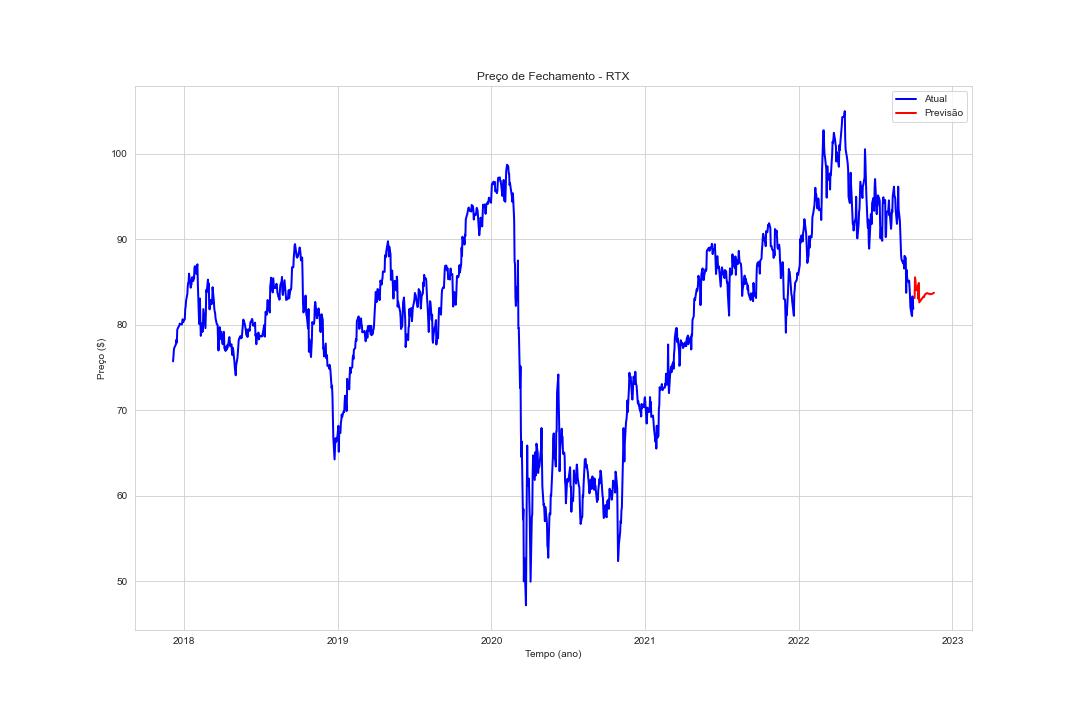 Preço de Fechamento - RTX
Atual
Previsão
100
90
80
70
60
50
Preço ($)
2018
2019
2020
2021
2022
2023
Tempo (ano)